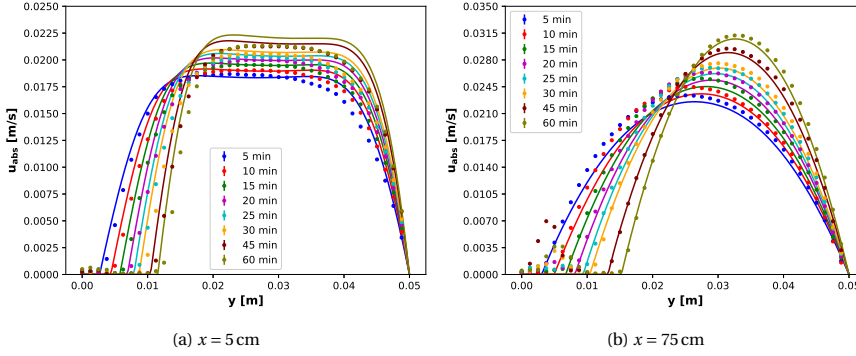 0.0250
0.0225
0.0200
0.0175
0.0150
0.0125
0.0100
0.0075
0.0050
0.0025
0.0000
u_abs [m/s]
5 min
10 min
15 min
20 min
25 min
30 min
45 min
60 min
0.00 0.01 0.02 0.03 0.04 0.05
y [m]
(a) x = 5 cm
0.0350
0.0315
0.0280
0.0245
0.0210
0.0175
0.0140
0.0105
0.0070
0.0035
0.0000
u_abs [m/s]
5 min
10 min
15 min
20 min
25 min
30 min
45 min
60 min
0.00 0.01 0.02 0.03 0.04 0.05
y [m]
(b) x = 75 cm